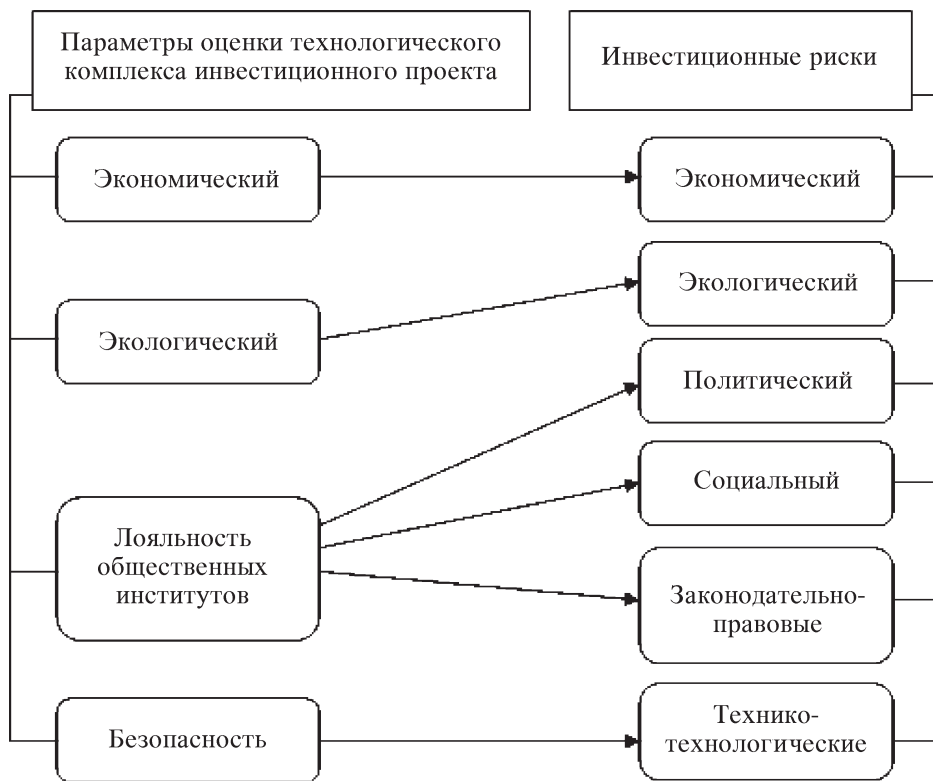 Параметры оценки технологического
комплекса инвестиционного проекта
Инвестиционные риски
Экономический
Экономический
Экологический
Экологический
Политический
Социальный
Лояльность
общественных
институтов
Законодательно-
правовые
Безопасность
Технико-
технологические